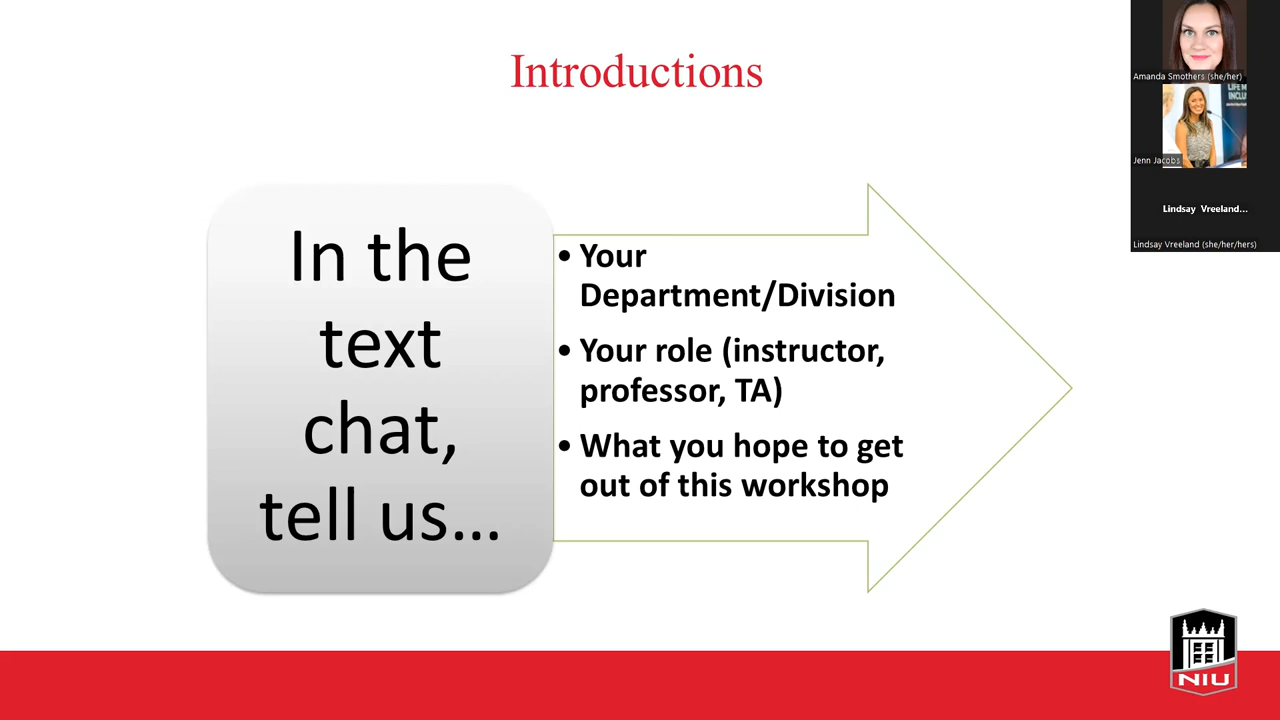 Introductions
In the
text
chat,
tell us...
• Your
Department/Division
• Your role (instructor,
professor, TA)
• What you hope to get
out of this workshop
Amanda Smothers (she/her)
LIFE M
INCLU
Jenn Jacobs
Lindsay Vreeland...
Lindsay Vreeland (she/her/hers)
NIU